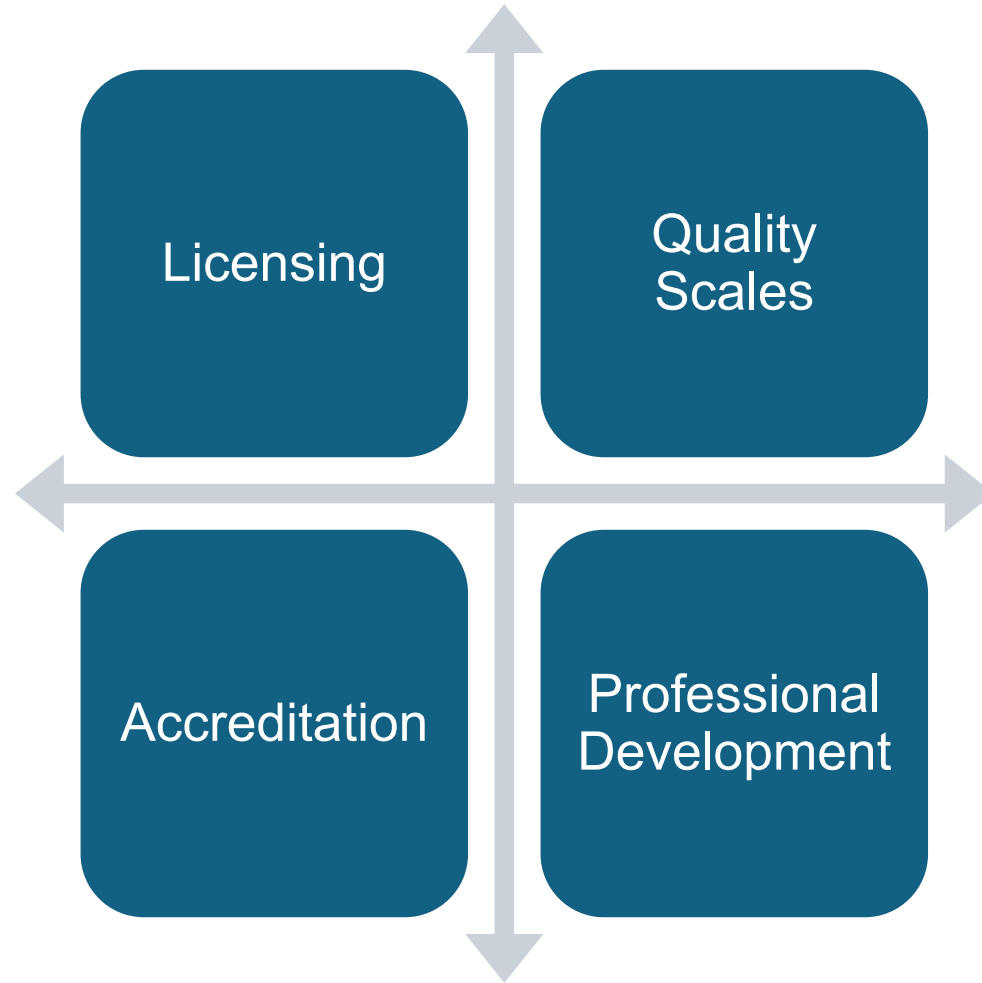 Licensing
Quality
Scales
Accreditation
Professional
Development